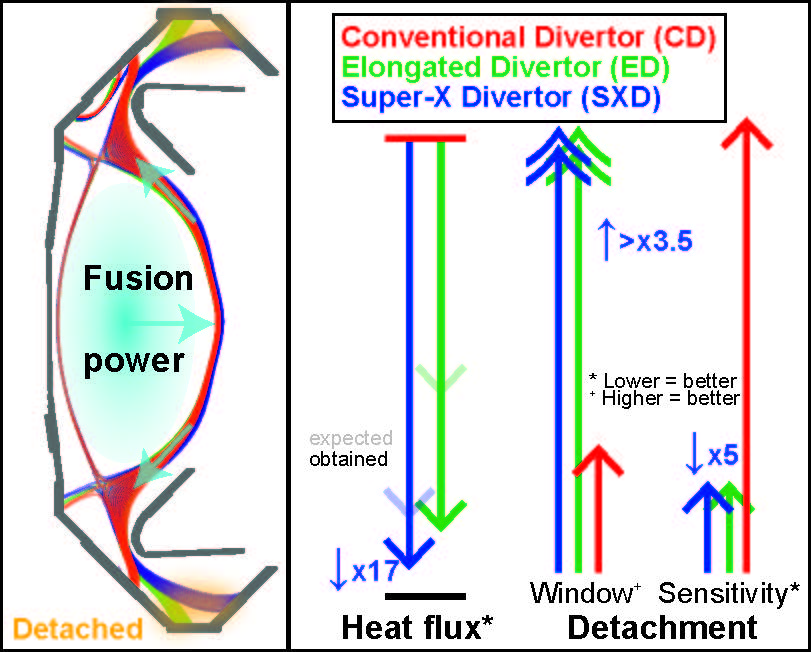 Fusion
power
Detached
Conventional Divertor (CD)
Elongated Divertor (ED)
Super-X Divertor (SXD)
↑>x3.5
* Lower = better
+ Higher = better
expected
obtained
↓x5
↓x17
Window+ Sensitivity*
Heat flux* Detachment